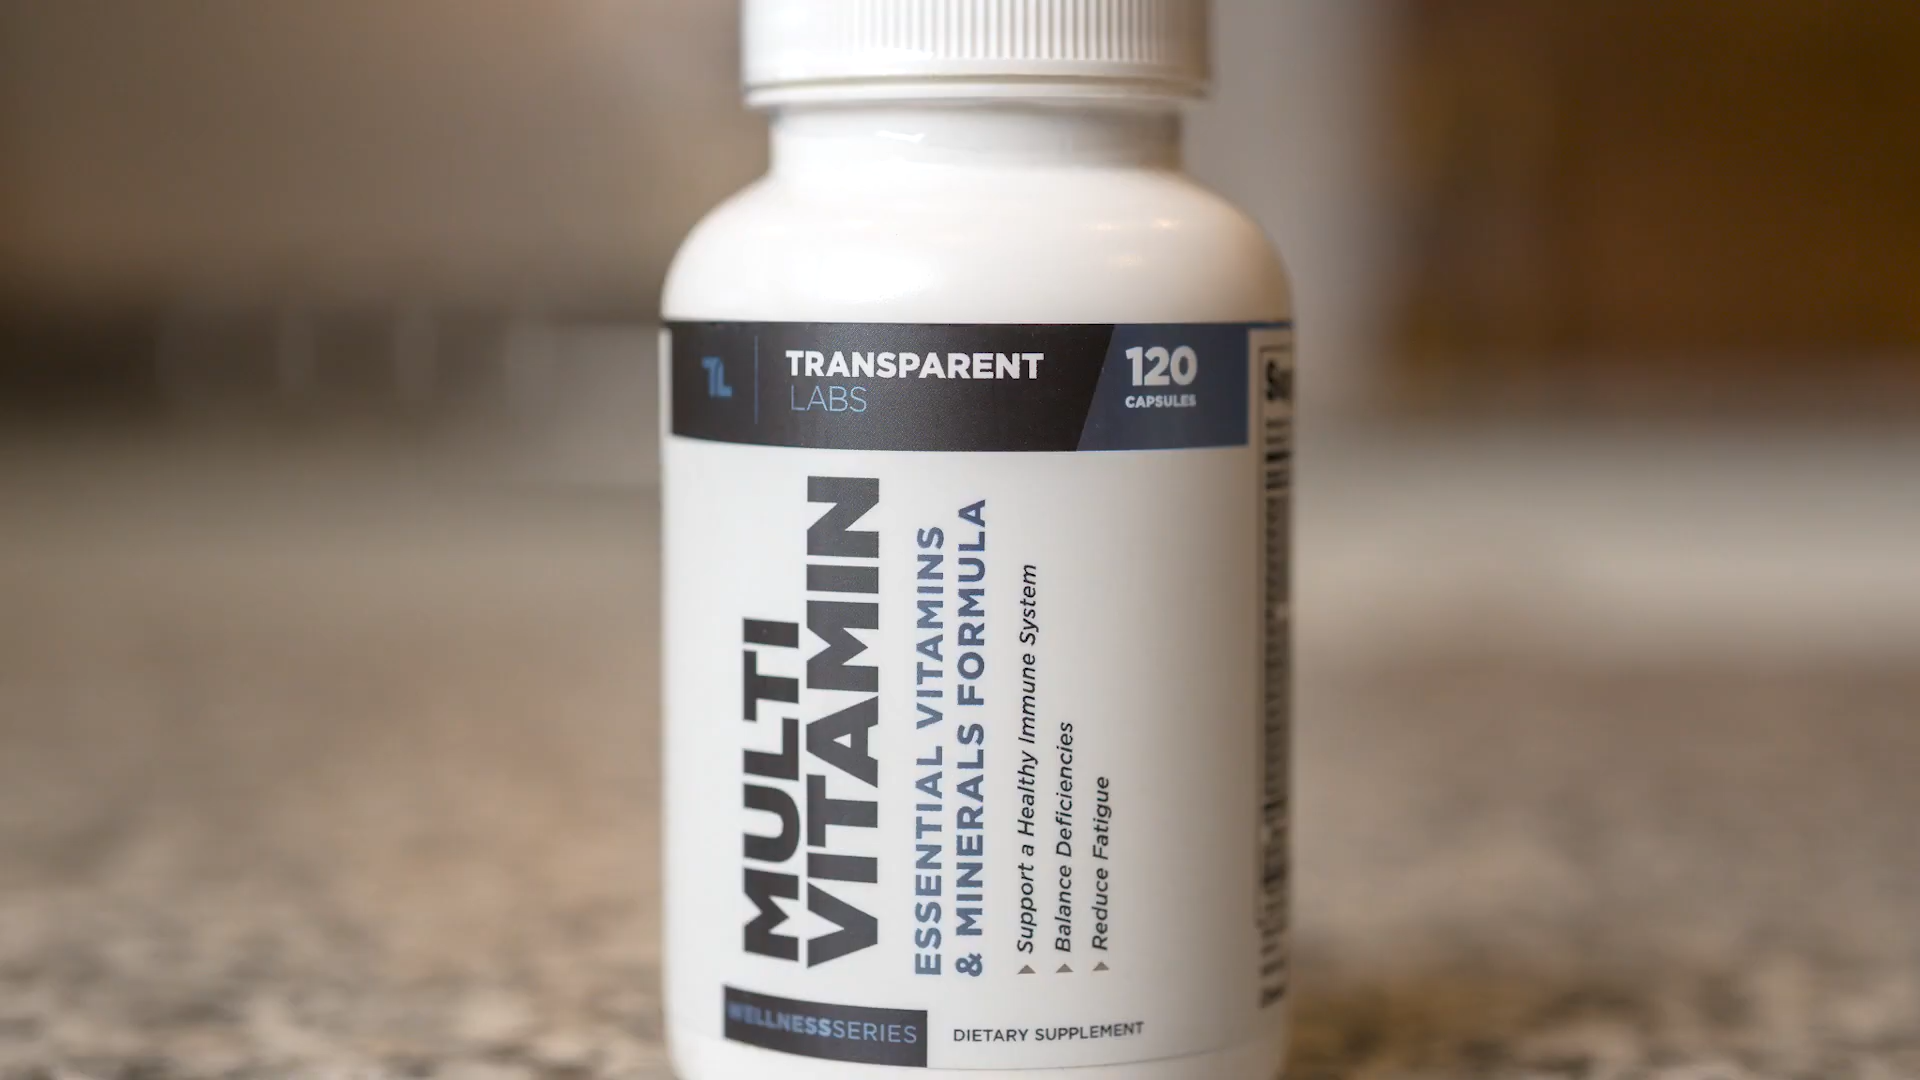 TL
TRANSPARENT
LABS
120
CAPSULES
MULTI
VITAMIN
ESSENTIAL VITAMINS
& MINERALS FORMULA
Support a Healthy Immune System
Balance Deficiencies
Reduce Fatigue
WELLNESSSERIES
DIETARY SUPPLEMENT